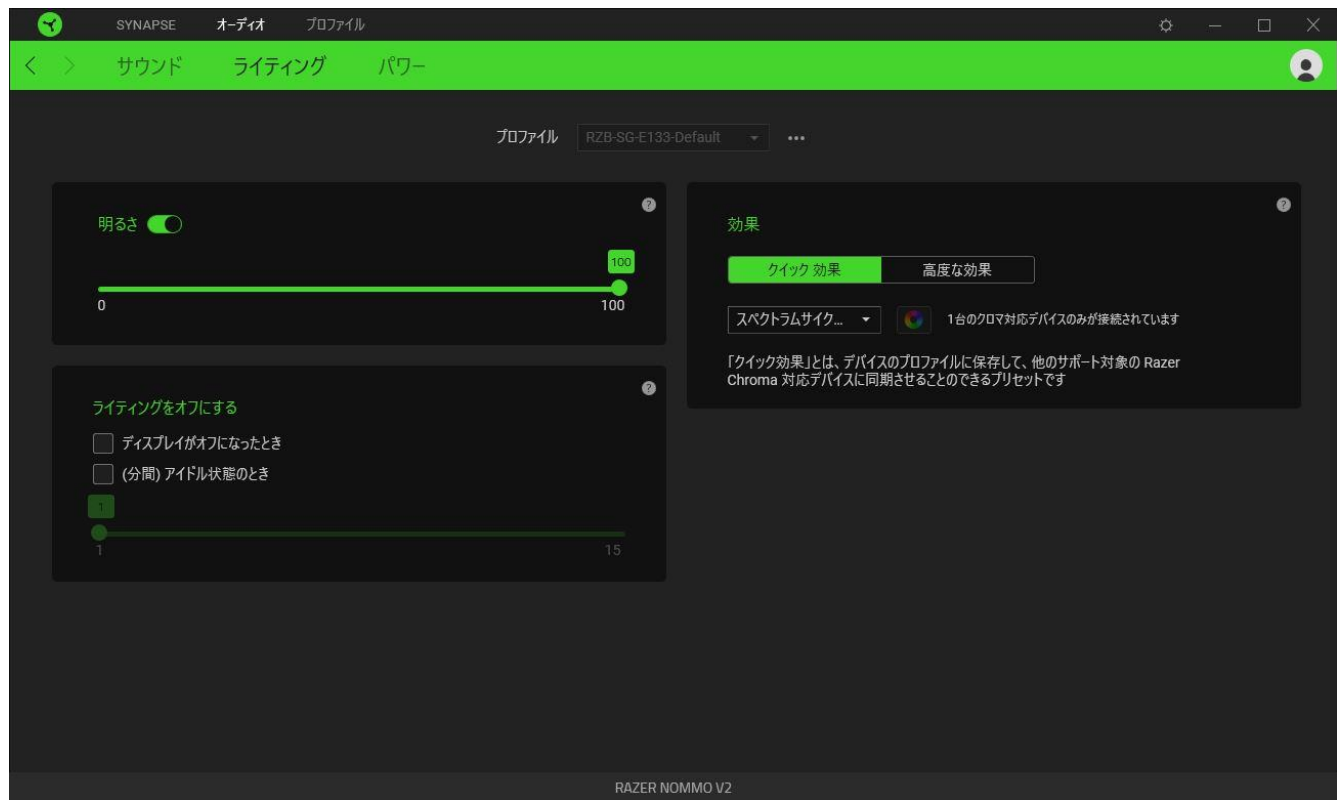 SYNAPSE オーディオ プロファイル
サウンド ライティング パワー
プロファイル RZB-SG-E133-Default
明るさ
100
0 100
ライティングをオフにする
ディスプレイがオフになったとき
(分間) アイドル状態のとき
1
1 15
効果
クイック 効果 高度な効果
スペクトラムサイク... 1台のクロマ対応デバイスのみが接続されています
「クイック効果」とは、デバイスのプロファイルに保存して、他のサポート対象の Razer
Chroma 対応デバイスに同期させることのできるプリセットです
RAZER NOMMO V2